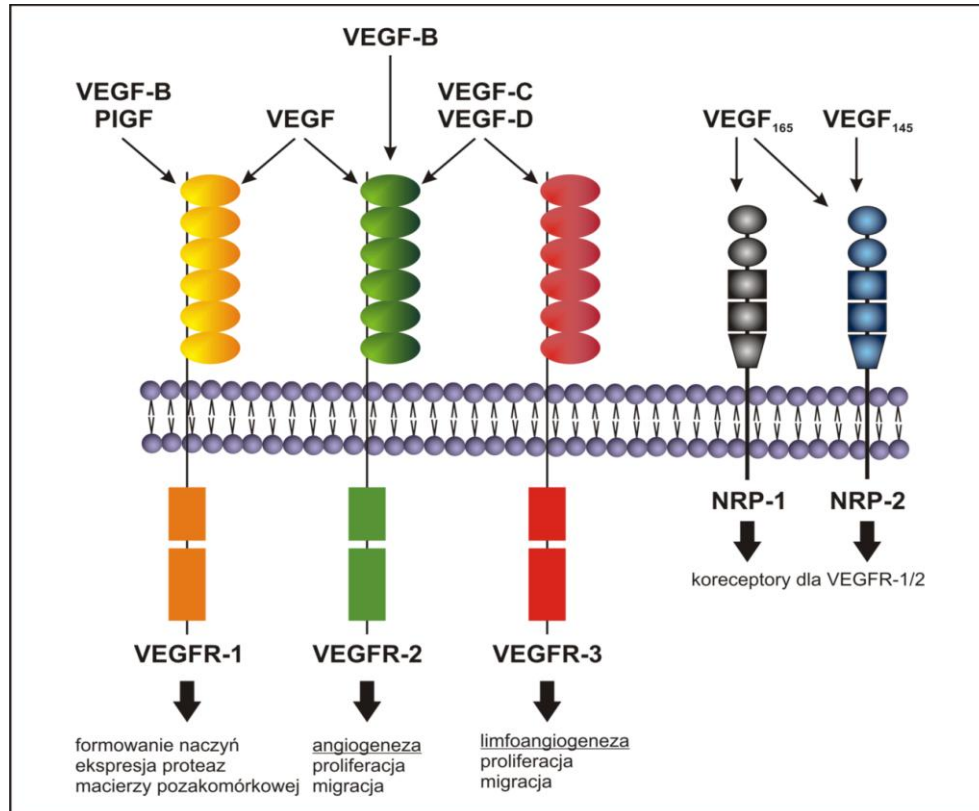 VEGF-B
VEGF-B
PIGF
VEGF
VEGF-C
VEGF-D
VEGF₁₆₅
VEGF₁₄₅
NRP-1
NRP-2
koreceptory dla VEGFR-1/2
VEGFR-1
VEGFR-2
VEGFR-3
formowanie naczyń
ekspresja proteaz
macierzy pozakomórkowej
angiogeneza
proliferacja
migracja
limfoangiogeneza
proliferacja
migracja